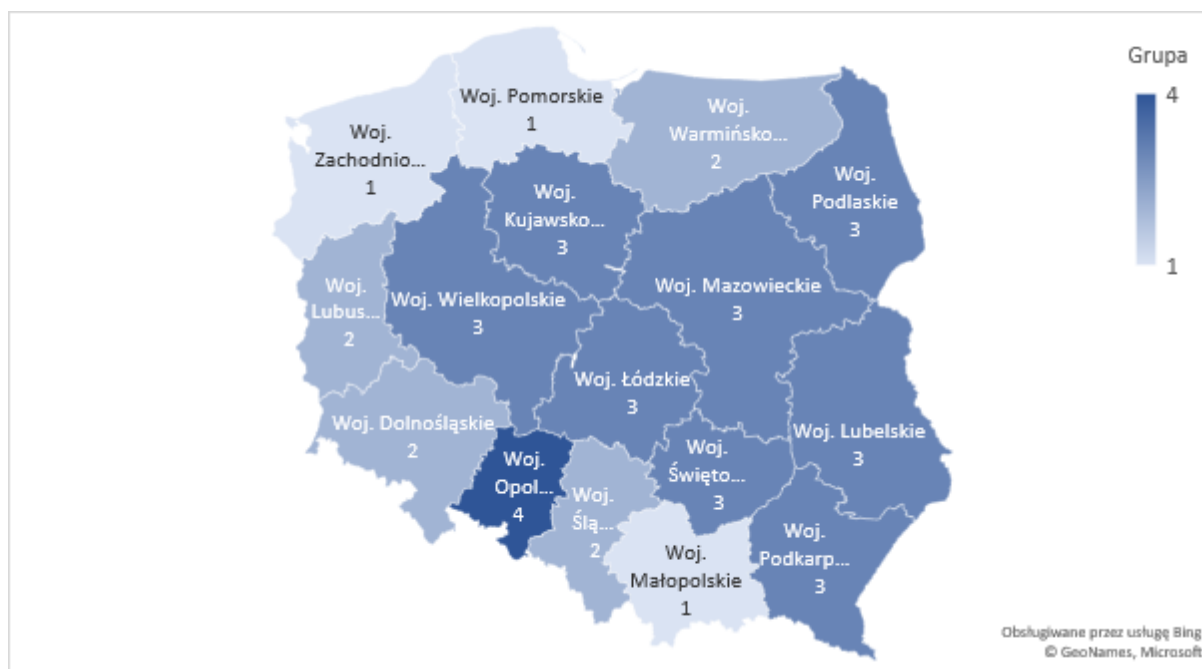 Grupa
4
1
Woj. Pomorskie
1
Woj.
Zachodnio...
1
Woj.
Warmińsko...
2
Woj.
Podlaskie
3
Woj.
Kujawsko...
3
Woj.
Lubus...
2
Woj. Wielkopolskie
3
Woj. Mazowieckie
3
Woj. Łódzkie
3
Woj. Dolnośląskie
2
Woj. Lubelskie
3
Woj.
Opol...
4
Woj.
Ślą...
2
Woj.
Święto...
3
Woj.
Podkarp...
3
Woj.
Małopolskie
1
Obsługiwane przez usługę Bing
© GeoNames, Microsoft